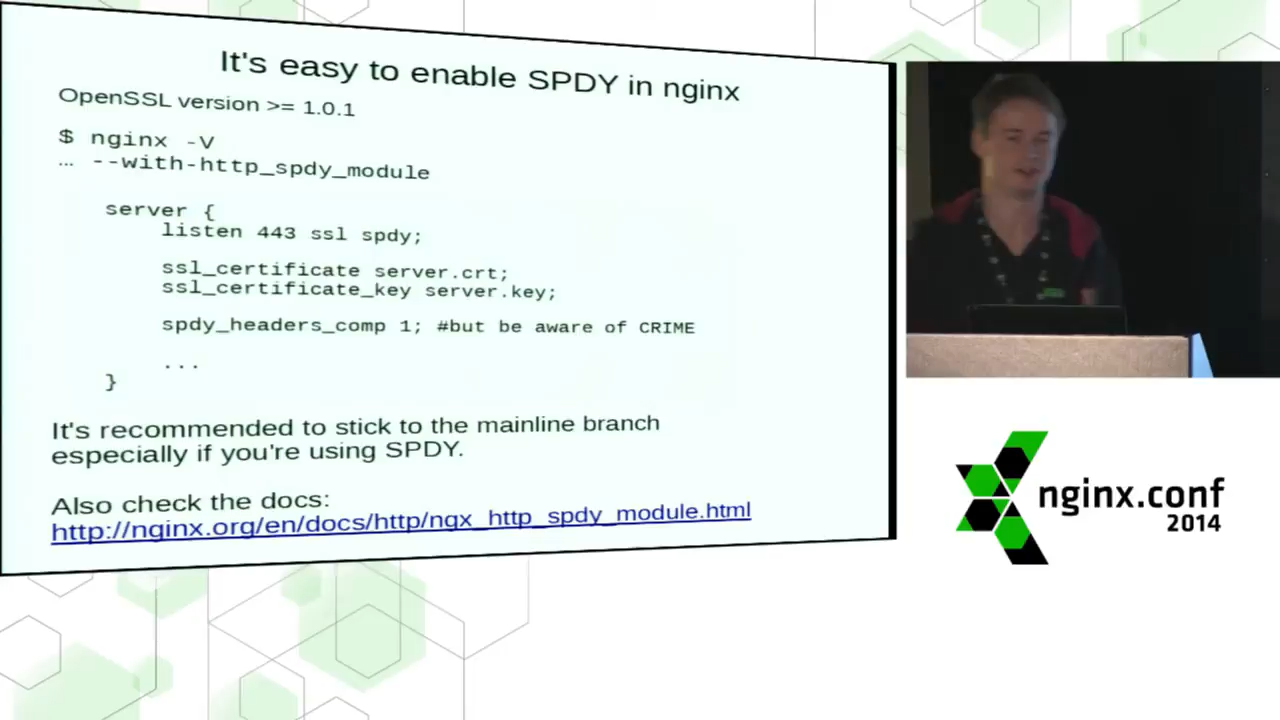 It's easy to enable SPDY in nginx
OpenSSL version >= 1.0.1
$ nginx -V
… --with-http_spdy_module
server {
listen 443 ssl spdy;
ssl_certificate server.crt;
ssl_certificate_key server.key;
spdy_headers_comp 1; #but be aware of CRIME
...
}
It's recommended to stick to the mainline branch
especially if you're using SPDY.
Also check the docs:
http://nginx.org/en/docs/http/ngx_http_spdy_module.html
nginx.conf
2014